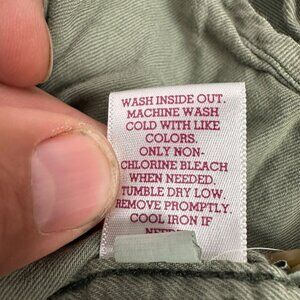 WASH INSIDE OUT.
MACHINE WASH
COLD WITH LIKE
COLORS.
ONLY NON-
CHLORINE BLEACH
WHEN NEEDED,
TUMBLE DRY LOW.
REMOVE PROMPTLY.
COOL IRON IF